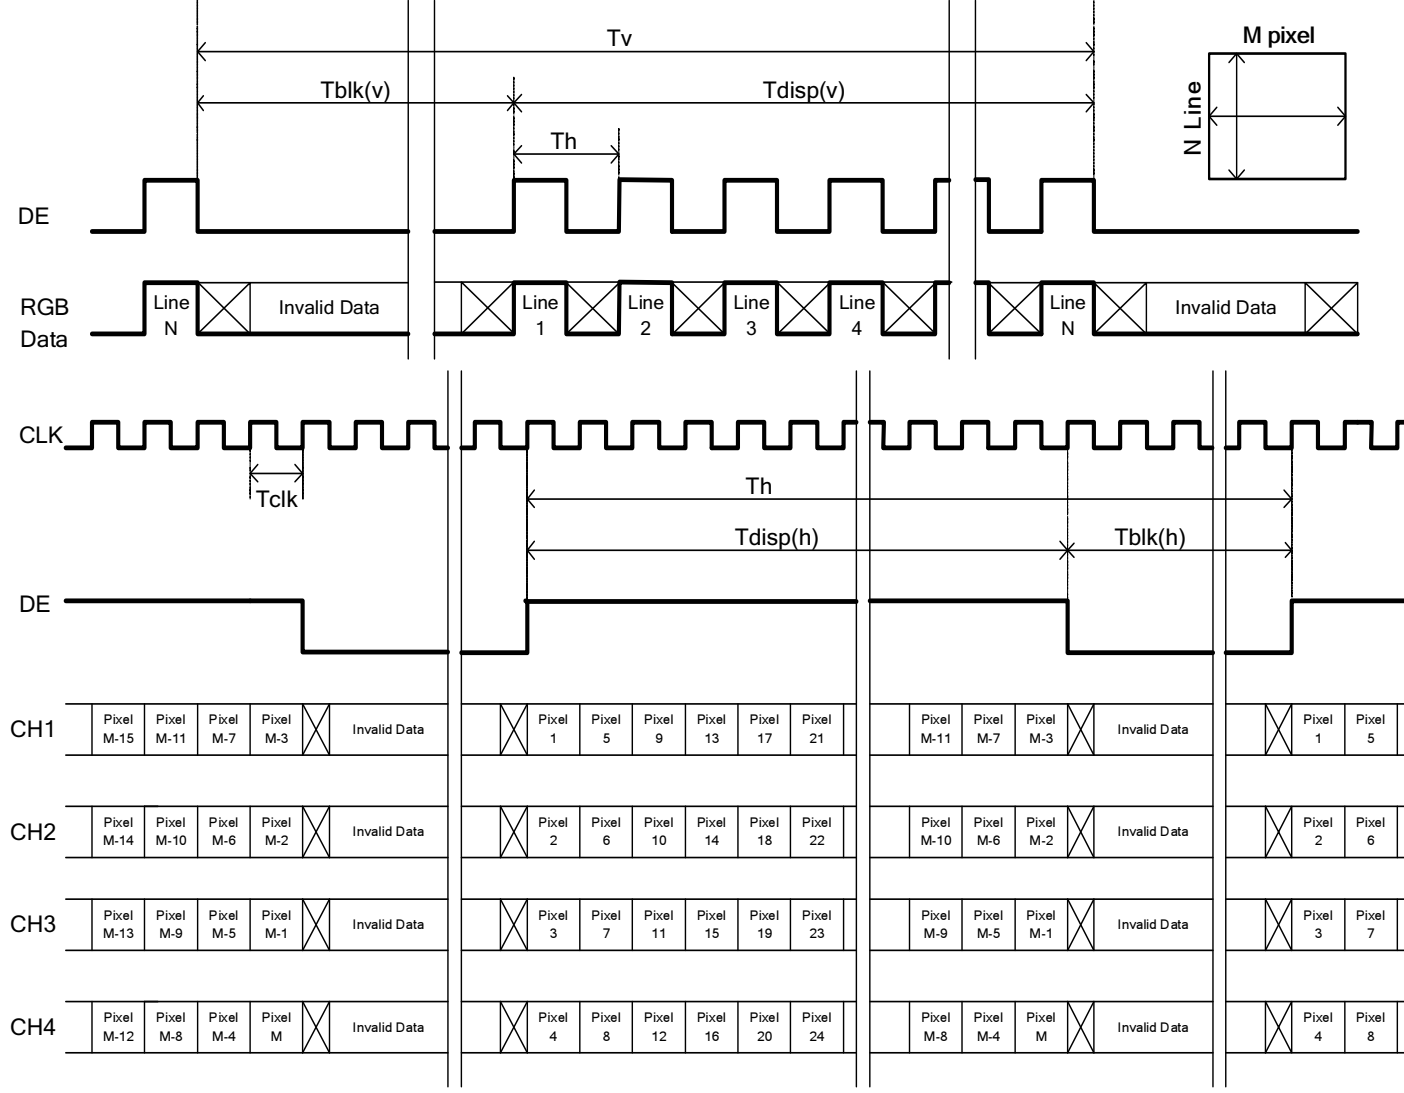 Tv
M pixel
Tblk(v) Tdisp(v)
N Line
Th
DE
RGB Data
Line N Invalid Data Line 1 Line 2 Line 3 Line 4 Line N Invalid Data
CLK
Tclk
Th
Tdisp(h) Tblk(h)
DE
CH1
Pixel M-15 Pixel M-11 Pixel M-7 Pixel M-3 Invalid Data Pixel 1 Pixel 5 Pixel 9 Pixel 13 Pixel 17 Pixel 21 Pixel M-11 Pixel M-7 Pixel M-3 Invalid Data Pixel 1 Pixel 5
CH2
Pixel M-14 Pixel M-10 Pixel M-6 Pixel M-2 Invalid Data Pixel 2 Pixel 6 Pixel 10 Pixel 14 Pixel 18 Pixel 22 Pixel M-10 Pixel M-6 Pixel M-2 Invalid Data Pixel 2 Pixel 6
CH3
Pixel M-13 Pixel M-9 Pixel M-5 Pixel M-1 Invalid Data Pixel 3 Pixel 7 Pixel 11 Pixel 15 Pixel 19 Pixel 23 Pixel M-9 Pixel M-5 Pixel M-1 Invalid Data Pixel 3 Pixel 7
CH4
Pixel M-12 Pixel M-8 Pixel M-4 Pixel M Invalid Data Pixel 4 Pixel 8 Pixel 12 Pixel 16 Pixel 20 Pixel 24 Pixel M-8 Pixel M-4 Pixel M Invalid Data Pixel 4 Pixel 8